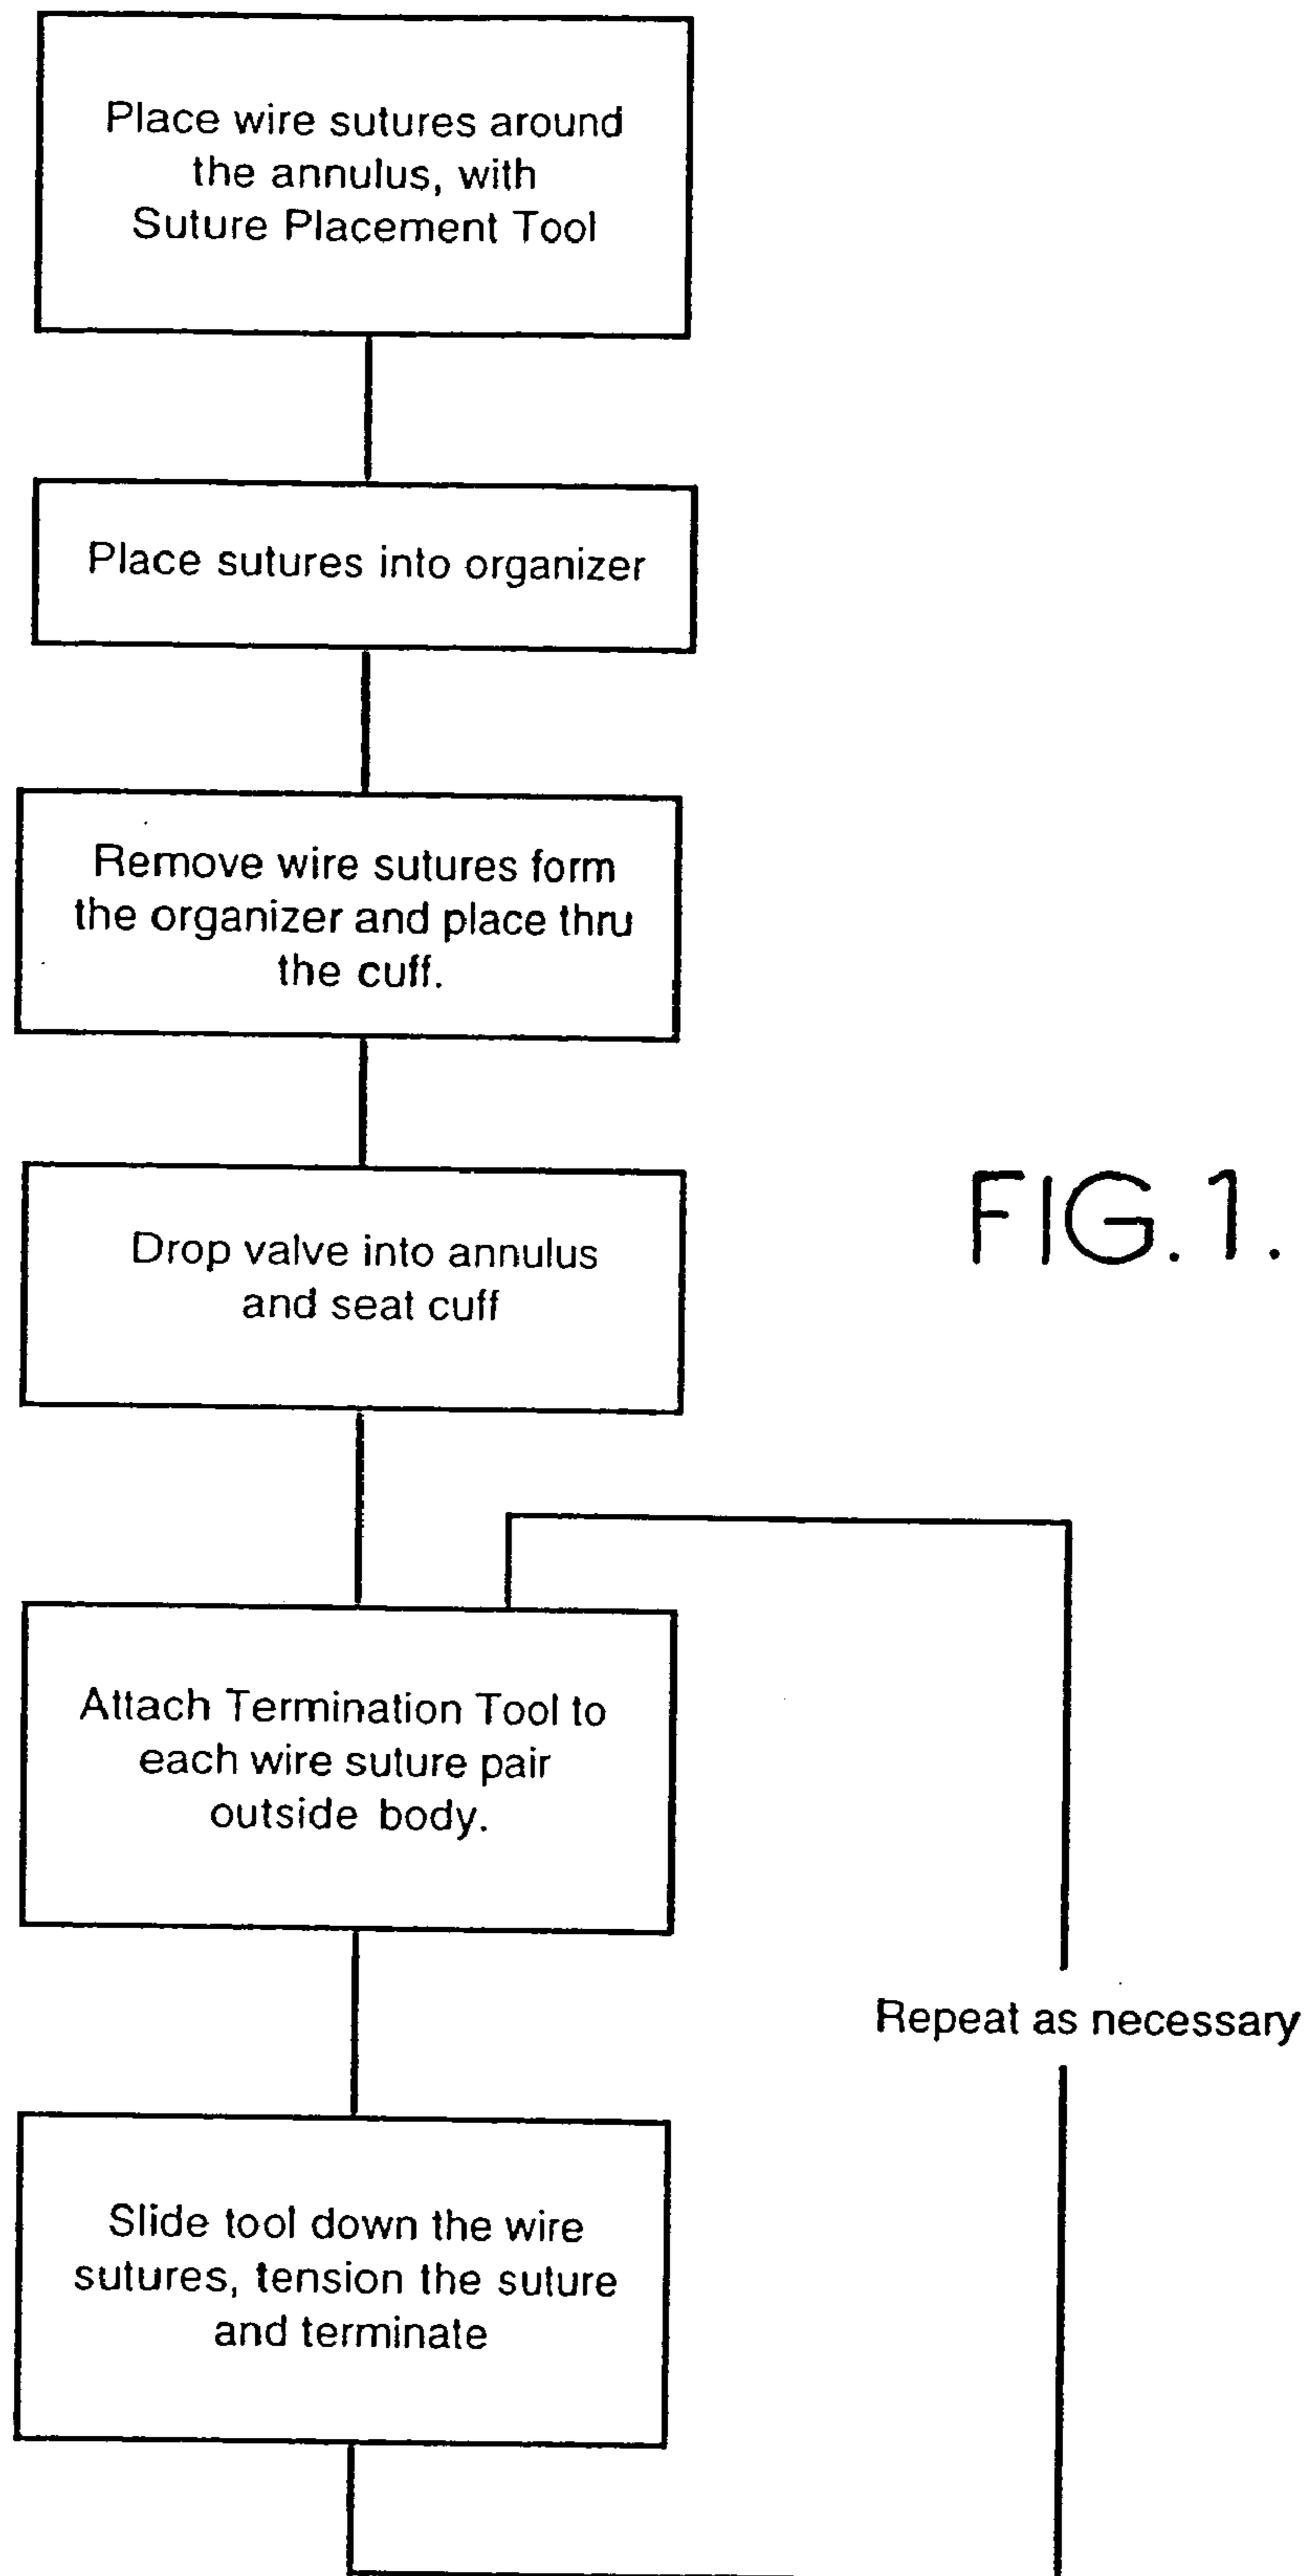 Place wire sutures around
the annulus, with
Suture Placement Tool
Place sutures into organizer
Remove wire sutures form
the organizer and place thru
the cuff.
Drop valve into annulus
and seat cuff
FIG.1.
Attach Termination Tool to
each wire suture pair
outside body.
Repeat as necessary
Slide tool down the wire
sutures, tension the suture
and terminate